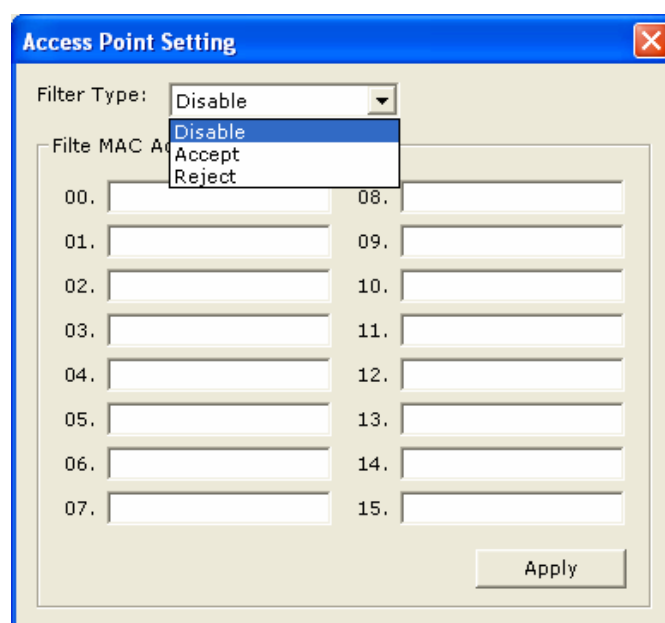 Access Point Setting
Filter Type: Disable
Disable
Accept
Reject
Filte MAC
00. 08.
01. 09.
02. 10.
03. 11.
04. 12.
05. 13.
06. 14.
07. 15.
Apply